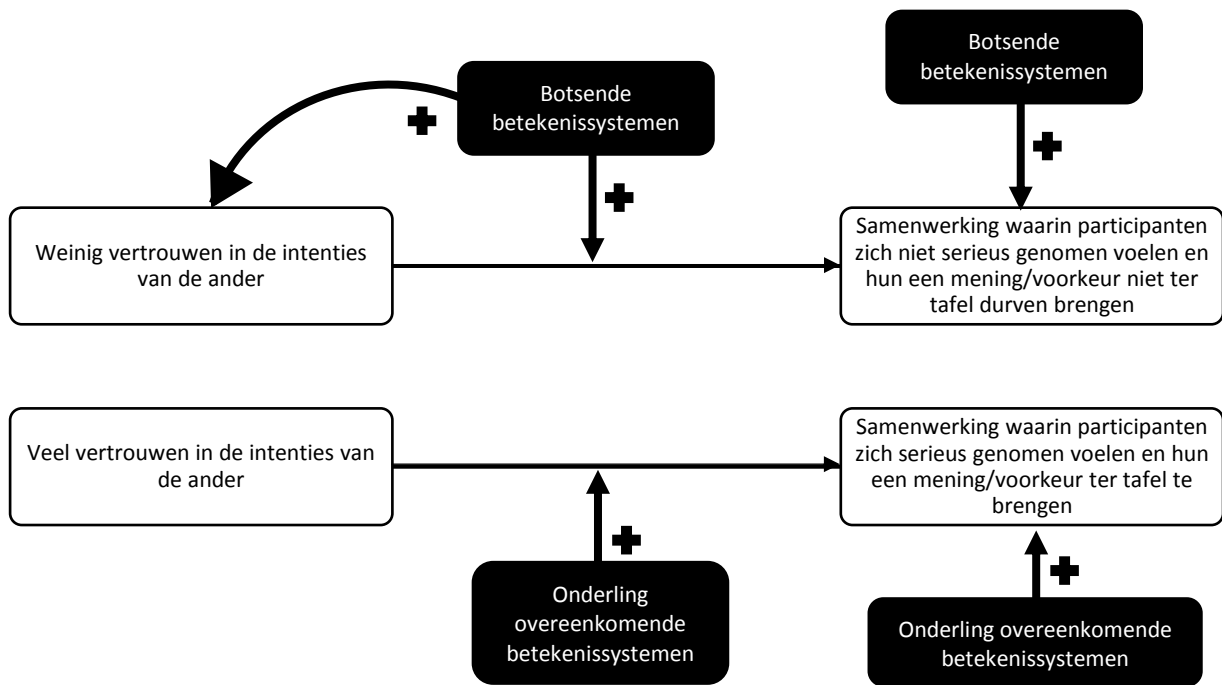 Botsende
betekenissystemen
Botsende
betekenissystemen
Weinig vertrouwen in de intenties
van de ander
Samenwerking waarin participanten
zich niet serieus genomen voelen en
hun een mening/voorkeur niet ter
tafel durven brengen
Veel vertrouwen in de intenties van
de ander
Samenwerking waarin participanten
zich serieus genomen voelen en hun
een mening/voorkeur ter tafel te
brengen
Onderling
overeenkomende
betekenissystemen
Onderling overeenkomende
betekenissystemen